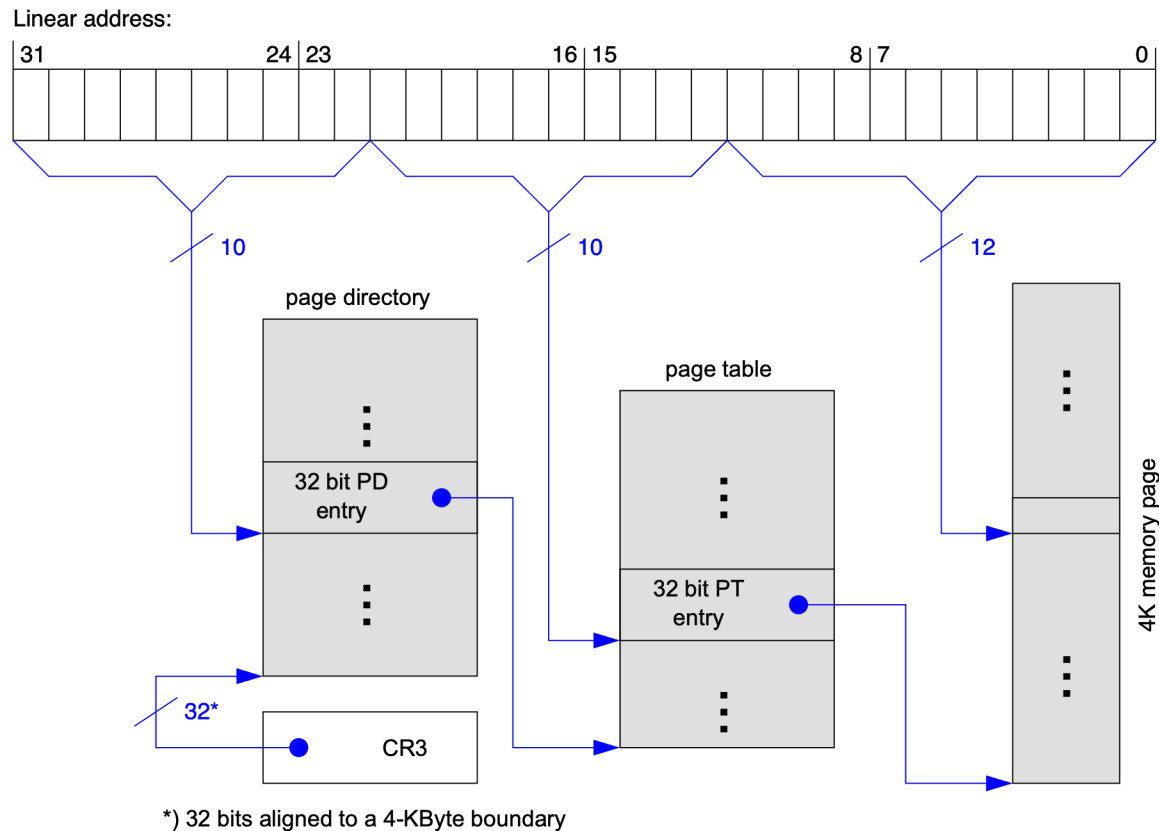 Linear address:
31 24 23 16 15 8 7 0
10 10 12
page directory
page table
32 bit PD
entry
32 bit PT
entry
4K memory page
32*
CR3
*) 32 bits aligned to a 4-KByte boundary